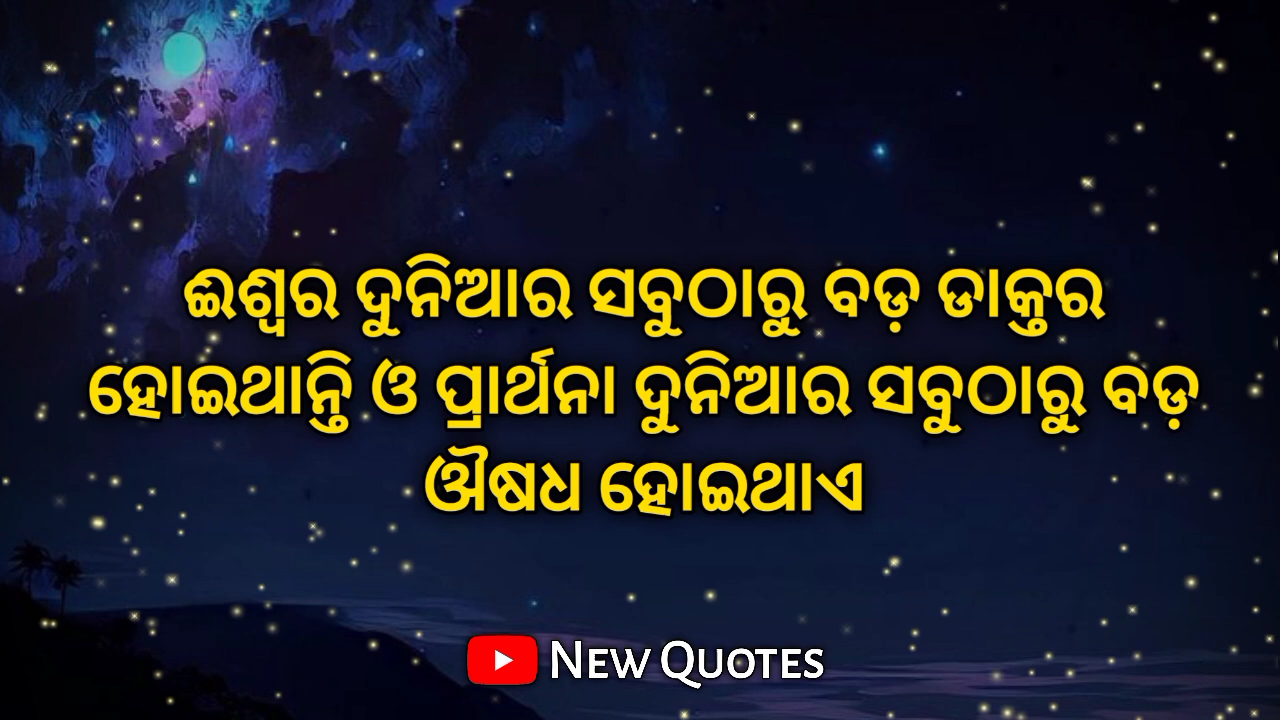 ଈଶ୍ୱର ଦୁନିଆର ସବୁଠାରୁ ବଡ଼ ଡାକ୍ତର
ହୋଇଥାନ୍ତି ଓ ପ୍ରାର୍ଥନା ଦୁନିଆର ସବୁଠାରୁ ବଡ଼
ଔଷଧ ହୋଇଥାଏ
NEW QUOTES